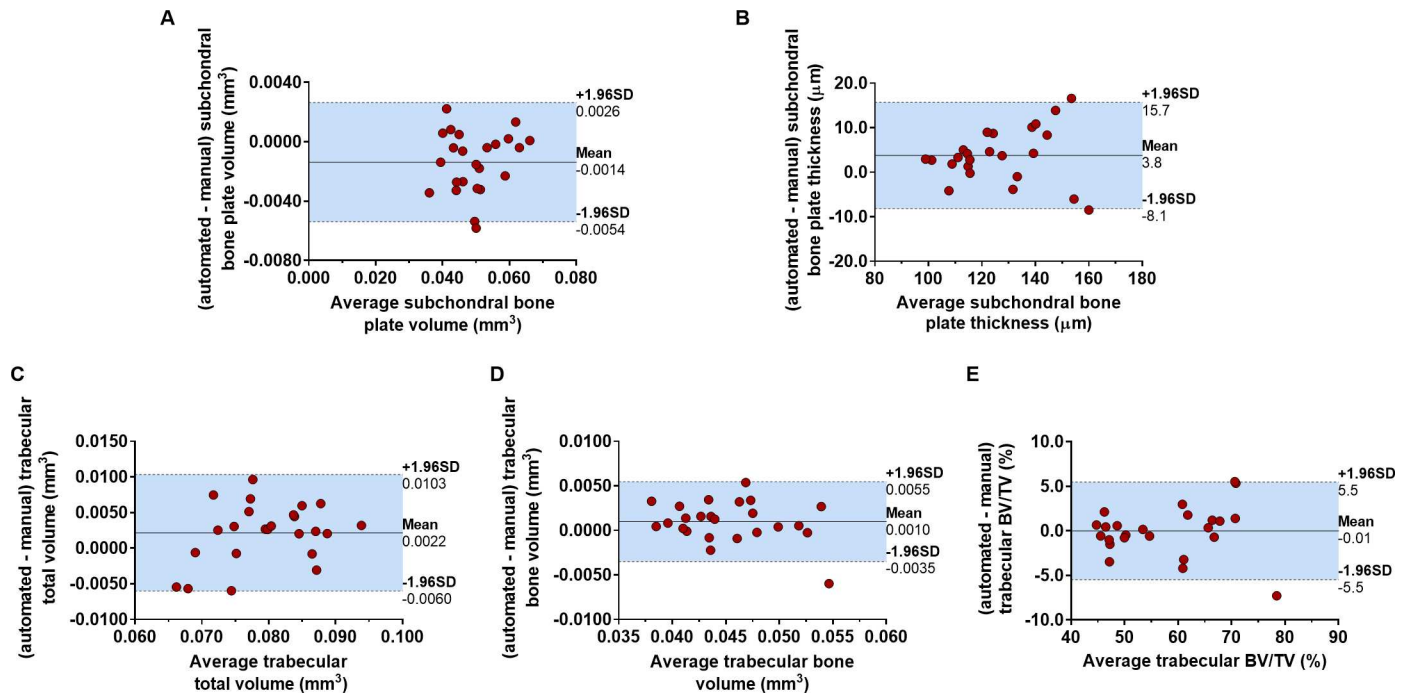 A
(automated - manual) subchondral
bone plate volume (mm³)
0.0040
0.0000
-0.0040
-0.0080
0.000
0.020
0.040
0.060
0.080
+1.96SD
0.0026
Mean
-0.0014
-1.96SD
-0.0054
Average subchondral bone
plate volume (mm³)
B
(automated - manual) subchondral
bone plate thickness (μm)
20.0
10.0
0.0
-10.0
-20.0
80
100
120
140
160
180
+1.96SD
15.7
Mean
3.8
-1.96SD
-8.1
Average subchondral bone
plate thickness (μm)
C
(automated - manual) trabecular
total volume (mm³)
0.0150
0.0100
0.0050
0.0000
-0.0050
-0.0100
0.060
0.070
0.080
0.090
0.100
+1.96SD
0.0103
Mean
0.0022
-1.96SD
-0.0060
Average trabecular
total volume (mm³)
D
(automated - manual) trabecular
bone volume (mm³)
0.0100
0.0050
0.0000
-0.0050
-0.0100
0.035
0.040
0.045
0.050
0.055
0.060
+1.96SD
0.0055
Mean
0.0010
-1.96SD
-0.0035
Average trabecular bone
volume (mm³)
E
(automated - manual)
trabecular BV/TV (%)
10.0
5.0
0.0
-5.0
-10.0
40
50
60
70
80
90
+1.96SD
5.5
Mean
-0.01
-1.96SD
-5.5
Average trabecular BV/TV (%)